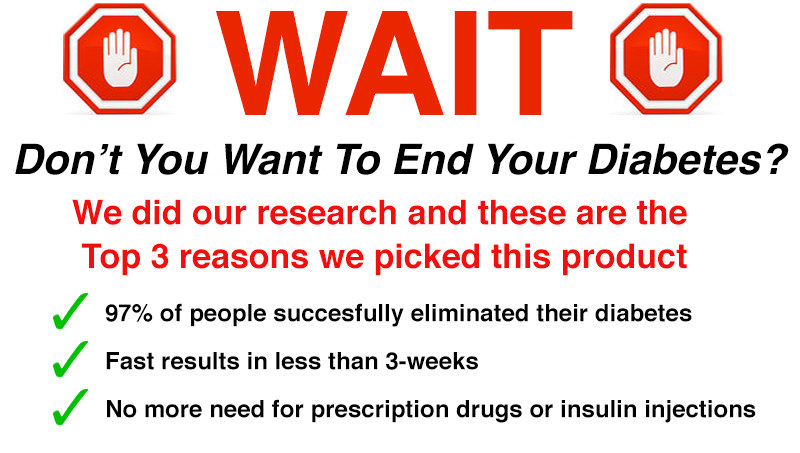 WAIT
Don’t You Want To End Your Diabetes?
We did our research and these are the
Top 3 reasons we picked this product
97% of people succesfully eliminated their diabetes
Fast results in less than 3-weeks
No more need for prescription drugs or insulin injections